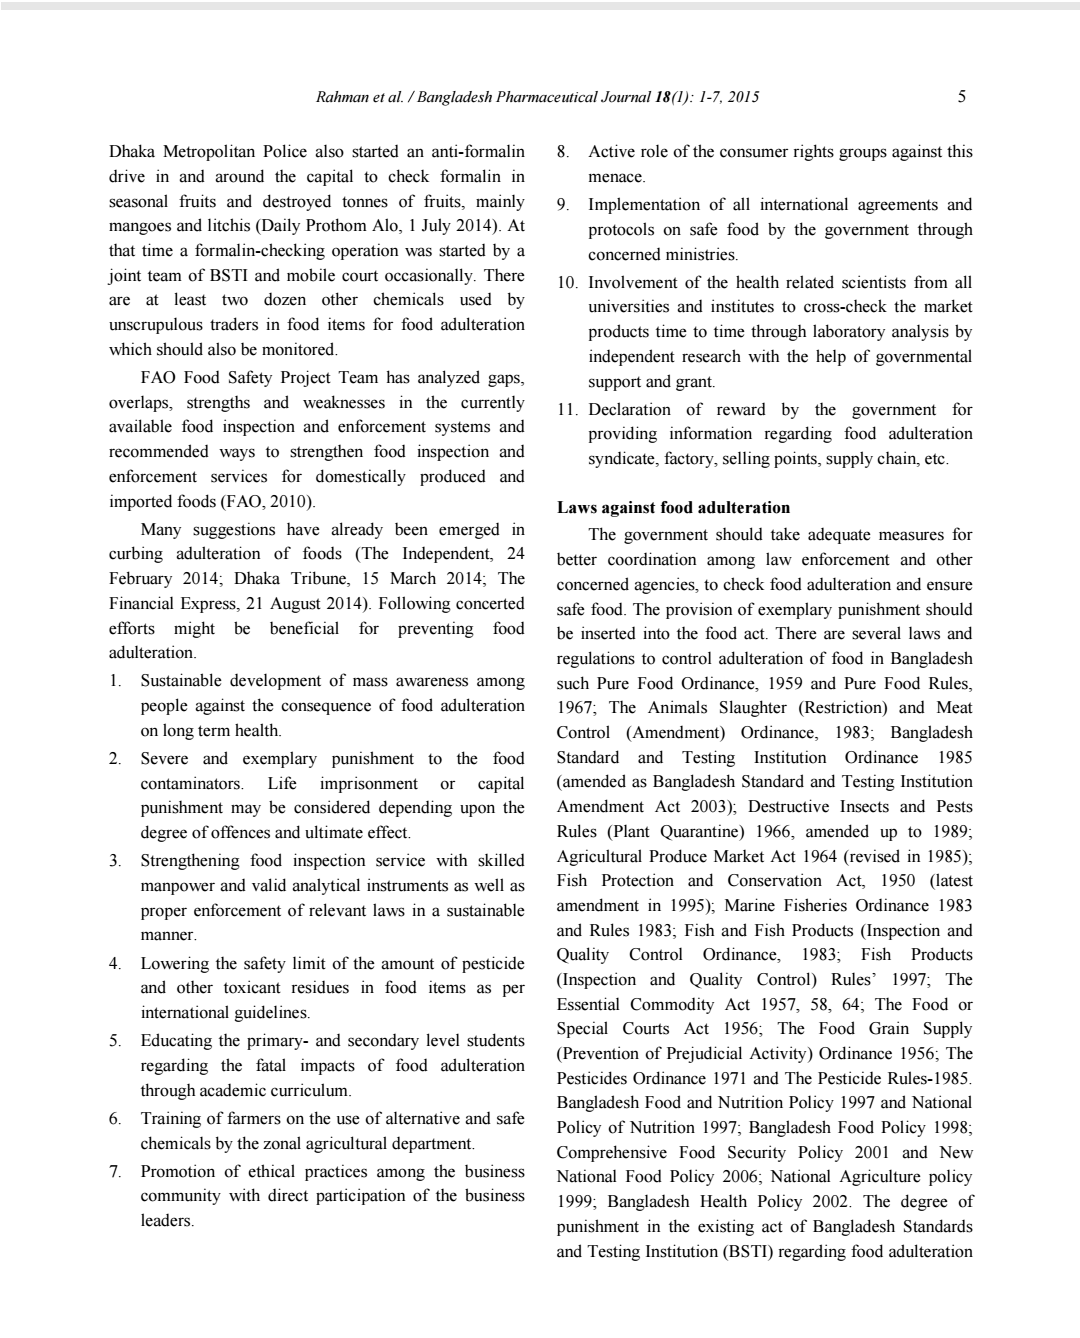 Rahman et al. / Bangladesh Pharmaceutical Journal 18(1): 1-7, 2015 5
Dhaka Metropolitan Police also started an anti-formalin
drive in and around the capital to check formalin in
seasonal fruits and destroyed tonnes of fruits, mainly
mangoes and litchis (Daily Prothom Alo, 1 July 2014). At
that time a formalin-checking operation was started by a
joint team of BSTI and mobile court occasionally. There
are at least two dozen other chemicals used by
unscrupulous traders in food items for food adulteration
which should also be monitored.
FAO Food Safety Project Team has analyzed gaps,
overlaps, strengths and weaknesses in the currently
available food inspection and enforcement systems and
recommended ways to strengthen food inspection and
enforcement services for domestically produced and
imported foods (FAO, 2010).
Many suggestions have already been emerged in
curbing adulteration of foods (The Independent, 24
February 2014; Dhaka Tribune, 15 March 2014; The
Financial Express, 21 August 2014). Following concerted
efforts might be beneficial for preventing food
adulteration.
1. Sustainable development of mass awareness among
people against the consequence of food adulteration
on long term health.
2. Severe and exemplary punishment to the food
contaminators. Life imprisonment or capital
punishment may be considered depending upon the
degree of offences and ultimate effect.
3. Strengthening food inspection service with skilled
manpower and valid analytical instruments as well as
proper enforcement of relevant laws in a sustainable
manner.
4. Lowering the safety limit of the amount of pesticide
and other toxicant residues in food items as per
international guidelines.
5. Educating the primary- and secondary level students
regarding the fatal impacts of food adulteration
through academic curriculum.
6. Training of farmers on the use of alternative and safe
chemicals by the zonal agricultural department.
7. Promotion of ethical practices among the business
community with direct participation of the business
leaders.
8. Active role of the consumer rights groups against this
menace.
9. Implementation of all international agreements and
protocols on safe food by the government through
concerned ministries.
10. Involvement of the health related scientists from all
universities and institutes to cross-check the market
products time to time through laboratory analysis by
independent research with the help of governmental
support and grant.
11. Declaration of reward by the government for
providing information regarding food adulteration
syndicate, factory, selling points, supply chain, etc.
Laws against food adulteration
The government should take adequate measures for
better coordination among law enforcement and other
concerned agencies, to check food adulteration and ensure
safe food. The provision of exemplary punishment should
be inserted into the food act. There are several laws and
regulations to control adulteration of food in Bangladesh
such Pure Food Ordinance, 1959 and Pure Food Rules,
1967; The Animals Slaughter (Restriction) and Meat
Control (Amendment) Ordinance, 1983; Bangladesh
Standard and Testing Institution Ordinance 1985
(amended as Bangladesh Standard and Testing Institution
Amendment Act 2003); Destructive Insects and Pests
Rules (Plant Quarantine) 1966, amended up to 1989;
Agricultural Produce Market Act 1964 (revised in 1985);
Fish Protection and Conservation Act, 1950 (latest
amendment in 1995); Marine Fisheries Ordinance 1983
and Rules 1983; Fish and Fish Products (Inspection and
Quality Control Ordinance, 1983; Fish Products
(Inspection and Quality Control) Rules’ 1997; The
Essential Commodity Act 1957, 58, 64; The Food or
Special Courts Act 1956; The Food Grain Supply
(Prevention of Prejudicial Activity) Ordinance 1956; The
Pesticides Ordinance 1971 and The Pesticide Rules-1985.
Bangladesh Food and Nutrition Policy 1997 and National
Policy of Nutrition 1997; Bangladesh Food Policy 1998;
Comprehensive Food Security Policy 2001 and New
National Food Policy 2006; National Agriculture policy
1999; Bangladesh Health Policy 2002. The degree of
punishment in the existing act of Bangladesh Standards
and Testing Institution (BSTI) regarding food adulteration